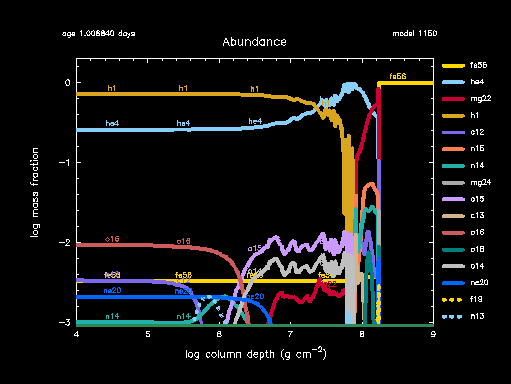 age 1.006840 days
model 1150
Abundance
fe56
he4
mg22
h1
c12
n15
n14
mg24
o15
c13
o16
o18
o14
ne20
f19
n13
log mass fraction
0
−1
−2
−3
h1 h1 h1
he4 he4 he4
fe56
o16 o16
o15
o14
fe56 fe56
ne20 ne20
n14 n14
4 5 6 7 8 9
log column depth (g cm−2)